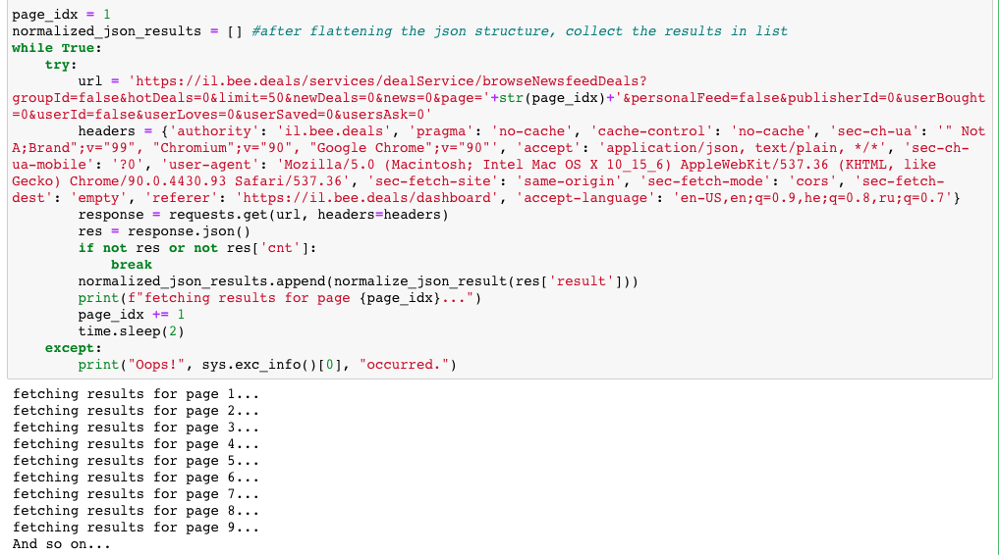 page_idx = 1
normalized_json_results = [] #after flattening the json structure, collect the results in list
while True:
    try:
        url = 'https://il.bee.deals/services/dealService/browseNewsfeedDeals?
groupId=false&hotDeals=0&limit=50&newDeals=0&news=0&page='+str(page_idx)+'&personalFeed=false&publisherId=0&userBought
=0&userId=false&userLoves=0&userSaved=0&usersAsk=0'
        headers = {'authority': 'il.bee.deals', 'pragma': 'no-cache', 'cache-control': 'no-cache', 'sec-ch-ua': '" Not
A;Brand";v="99", "Chromium";v="90", "Google Chrome";v="90"', 'accept': 'application/json, text/plain, */*', 'sec-ch-
ua-mobile': '?0', 'user-agent': 'Mozilla/5.0 (Macintosh; Intel Mac OS X 10_15_6) AppleWebKit/537.36 (KHTML, like
Gecko) Chrome/90.0.4430.93 Safari/537.36', 'sec-fetch-site': 'same-origin', 'sec-fetch-mode': 'cors', 'sec-fetch-
dest': 'empty', 'referer': 'https://il.bee.deals/dashboard', 'accept-language': 'en-US,en;q=0.9,he;q=0.8,ru;q=0.7'}
        response = requests.get(url, headers=headers)
        res = response.json()
        if not res or not res['cnt']:
            break
        normalized_json_results.append(normalize_json_result(res['result']))
        print(f"fetching results for page {page_idx}...")
        page_idx += 1
        time.sleep(2)
    except:
        print("Oops!", sys.exc_info()[0], "occurred.")
fetching results for page 1...
fetching results for page 2...
fetching results for page 3...
fetching results for page 4...
fetching results for page 5...
fetching results for page 6...
fetching results for page 7...
fetching results for page 8...
fetching results for page 9...
And so on...